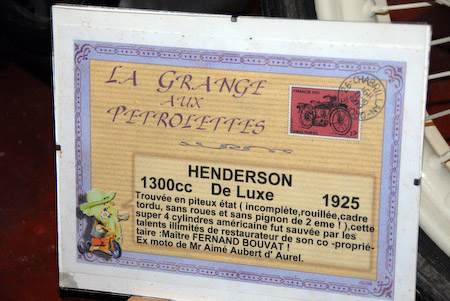 LA GRANGE
AUX
PETROLETTES
HENDERSON
1300cc De Luxe 1925
Trouvée en piteux état ( incomplète,rouillée,cadre
tordu, sans roues et sans pignon de 2 eme ! ),cette
super 4 cylindres américaine fut sauvée par les
talents illimités de restaurateur de son co -proprié-
taire :Maître FERNAND BOUVAT !
Ex moto de Mr Aimé Aubert d' Aurel.